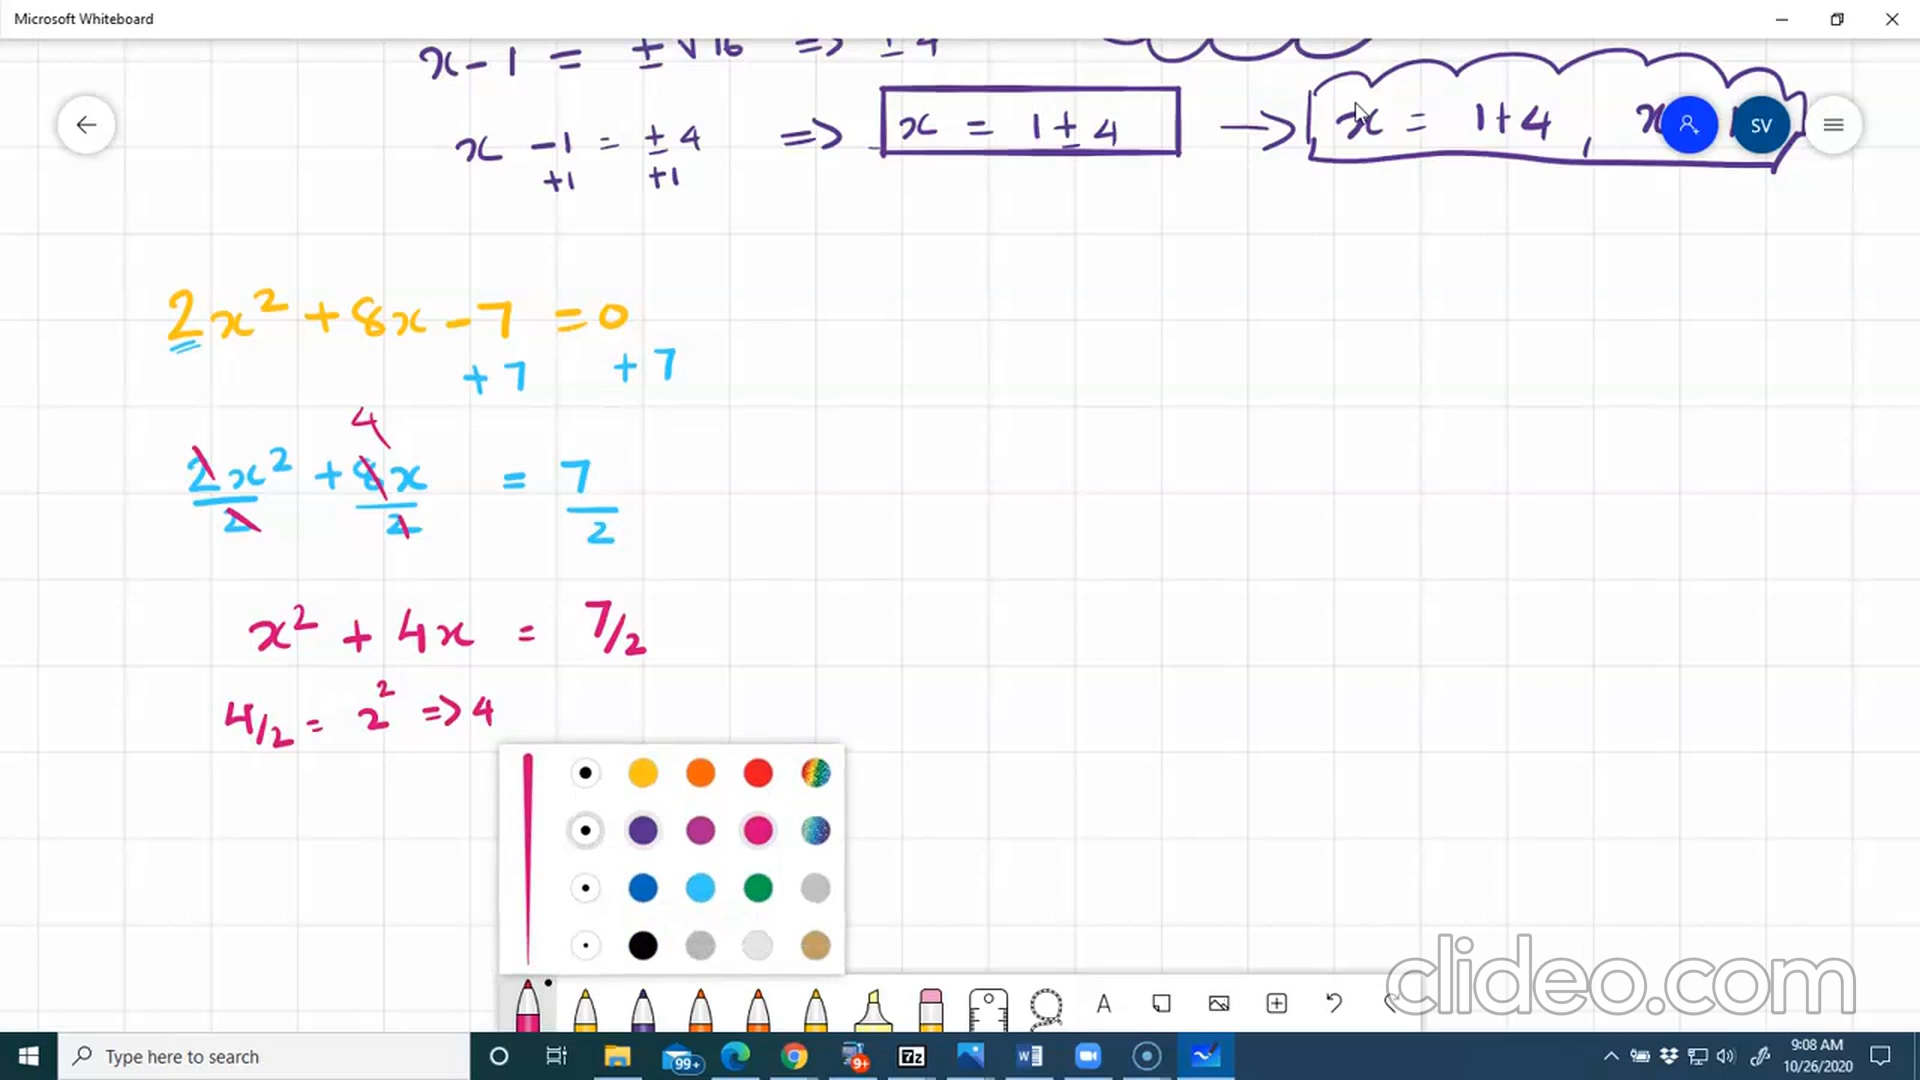 Microsoft Whiteboard
x - 1 = ± √16 => ± 4
x - 1 = ± 4 => x = 1 ± 4 → x = 1+4 , x
+1 +1
SV
2x² + 8x - 7 = 0
+ 7 + 7
4
2x² + 8x = 7
2 2 2
x² + 4x = 7/2
4/2 = 2² => 4
A
clideo.com
Type here to search
99+
9+
7z
9:08 AM
10/26/2020